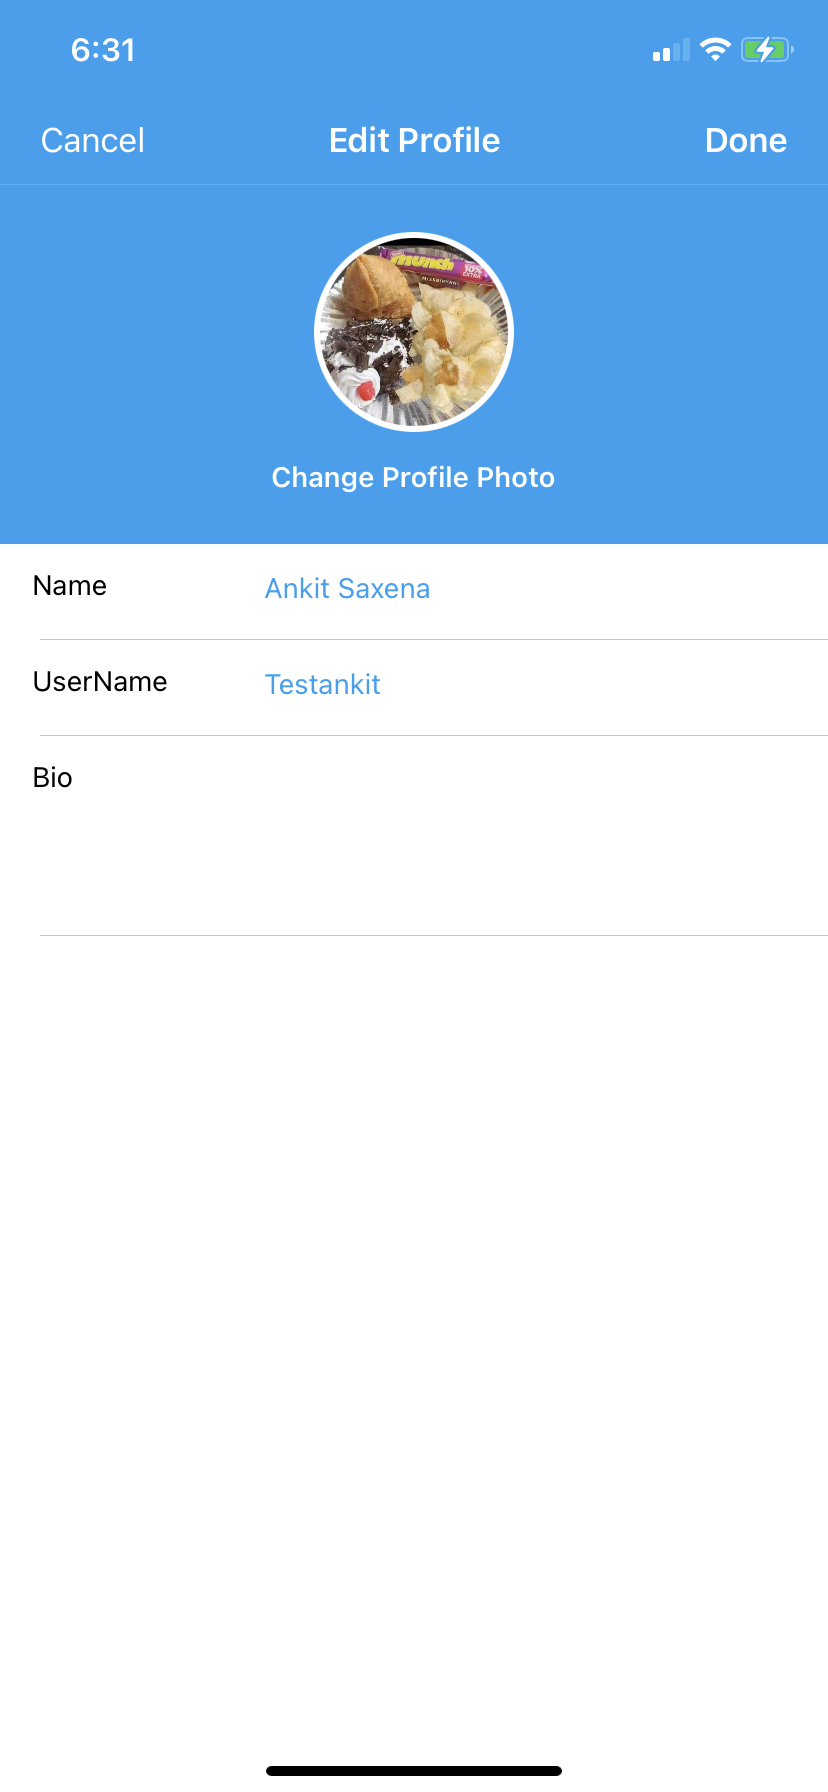 6:31
Cancel Edit Profile Done
munch
10%
EXTRA
Change Profile Photo
Name Ankit Saxena
UserName Testankit
Bio